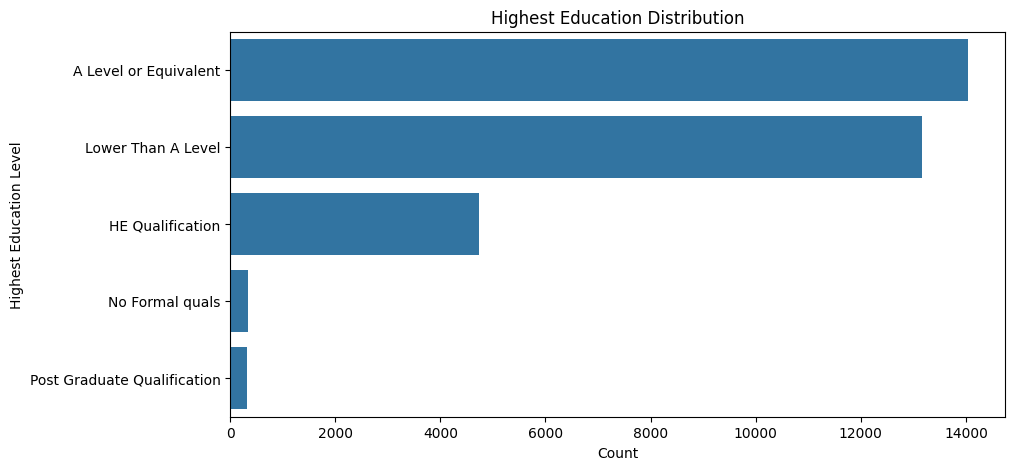 Highest Education Distribution
Highest Education Level
A Level or Equivalent
Lower Than A Level
HE Qualification
No Formal quals
Post Graduate Qualification
0 2000 4000 6000 8000 10000 12000 14000
Count